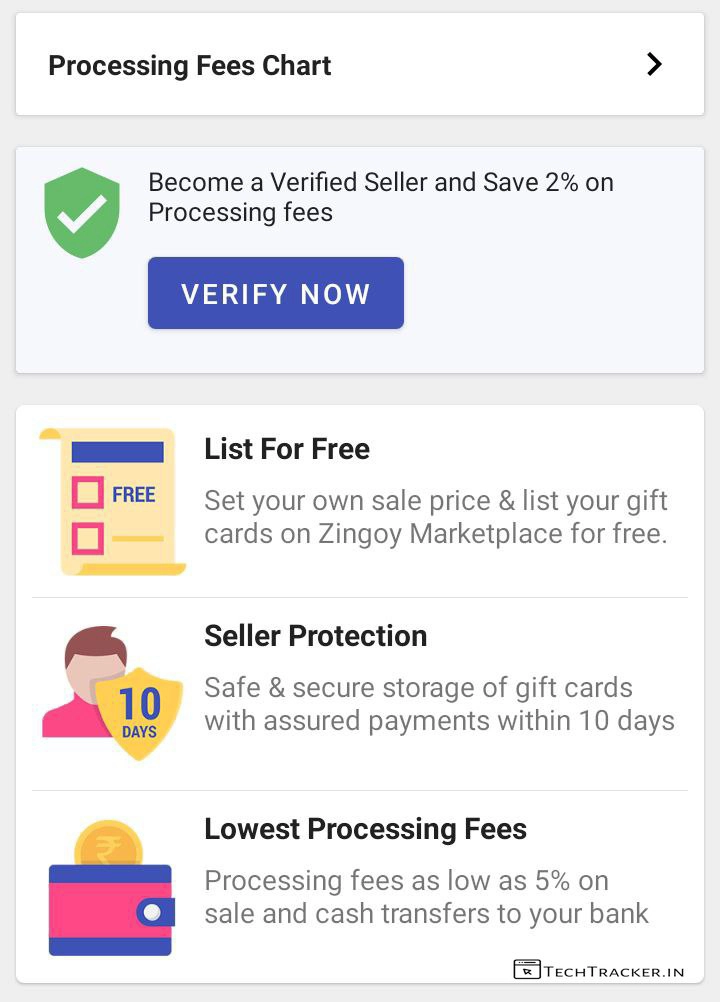 Processing Fees Chart
Become a Verified Seller and Save 2% on
Processing fees
VERIFY NOW
FREE
List For Free
Set your own sale price & list your gift
cards on Zingoy Marketplace for free.
10
DAYS
Seller Protection
Safe & secure storage of gift cards
with assured payments within 10 days
₹
Lowest Processing Fees
Processing fees as low as 5% on
sale and cash transfers to your bank
TECHTRACKER.IN